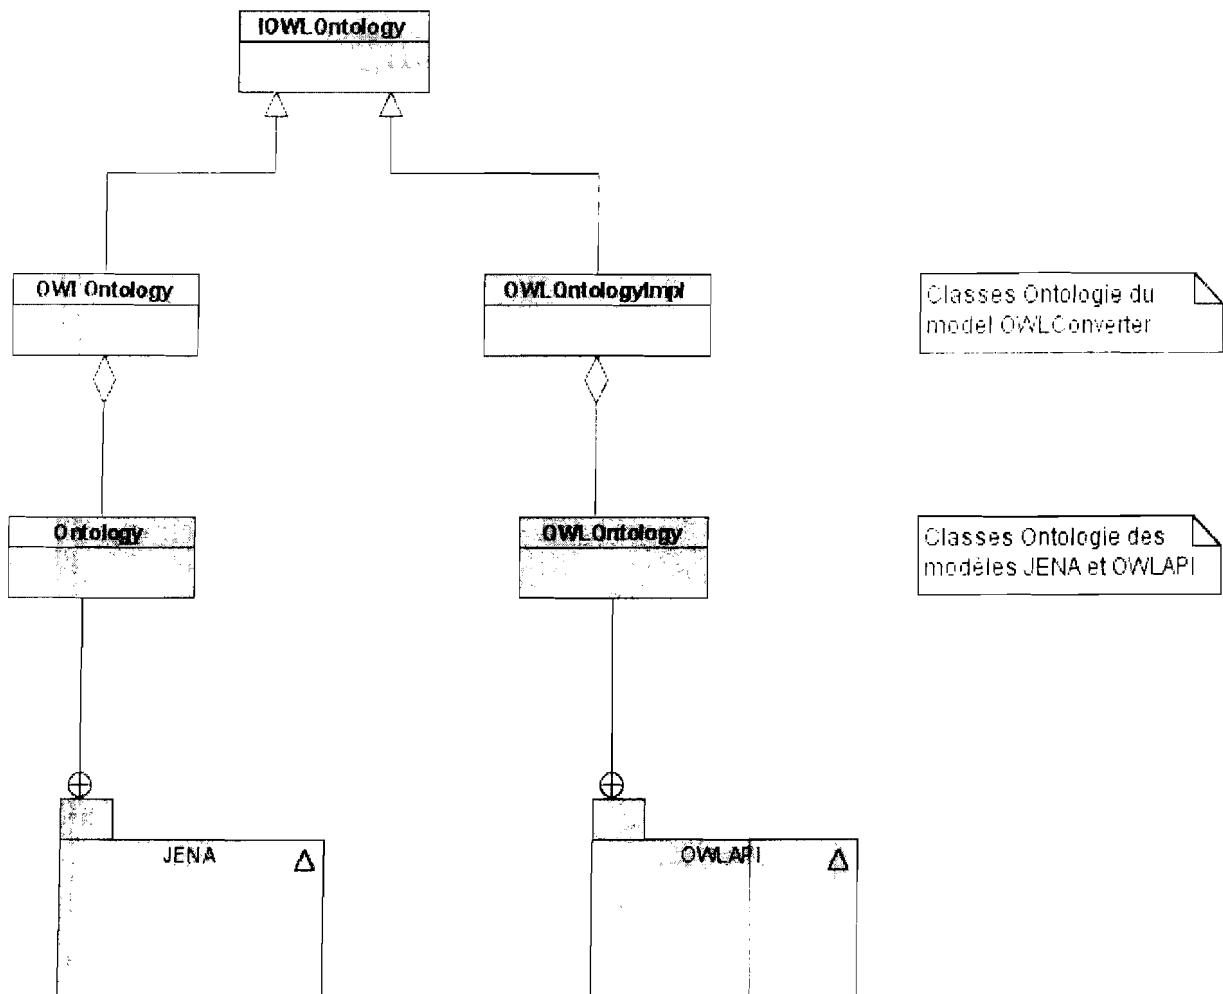 IOWLOntology
OWLOntology
OWLOntologyImpl
Classes Ontologie du
model OWLConverter
Ontology
OWLOntology
Classes Ontologie des
modèles JENA et OWLAPI
JENA
OWLAPI